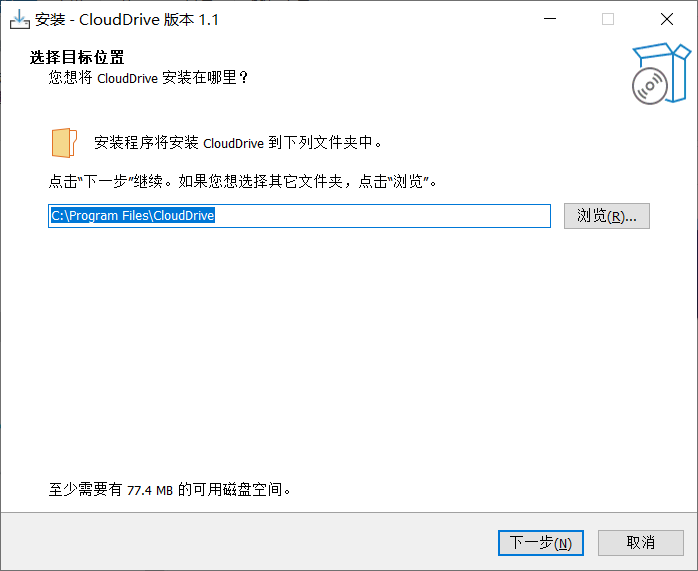 安装 - CloudDrive 版本 1.1
选择目标位置
您想将 CloudDrive 安装在哪里？
安装程序将安装 CloudDrive 到下列文件夹中。
点击“下一步”继续。如果您想选择其它文件夹，点击“浏览”。
C:\Program Files\CloudDrive
浏览(R)...
至少需要有 77.4 MB 的可用磁盘空间。
下一步(N)
取消